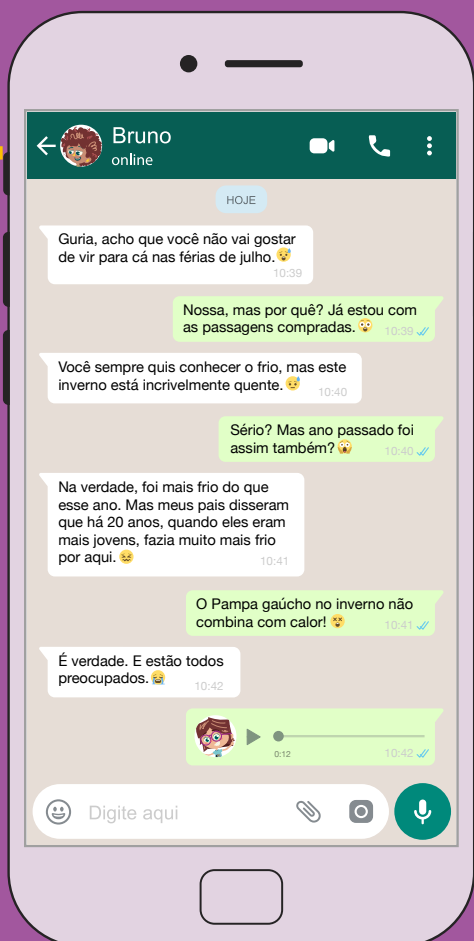 Bruno
online
HOJE
Guria, acho que você não vai gostar
de vir para cá nas férias de julho.😥
10:39
Nossa, mas por quê? Já estou com
as passagens compradas.😲 10:39
Você sempre quis conhecer o frio, mas este
inverno está incrivelmente quente.😓 10:40
Sério? Mas ano passado foi
assim também?😱 10:40
Na verdade, foi mais frio do que
esse ano. Mas meus pais disseram
que há 20 anos, quando eles eram
mais jovens, fazia muito mais frio
por aqui.😖 10:41
O Pampa gaúcho no inverno não
combina com calor!😵 10:41
É verdade. E estão todos
preocupados.😂 10:42
0:12 10:42
Digite aqui